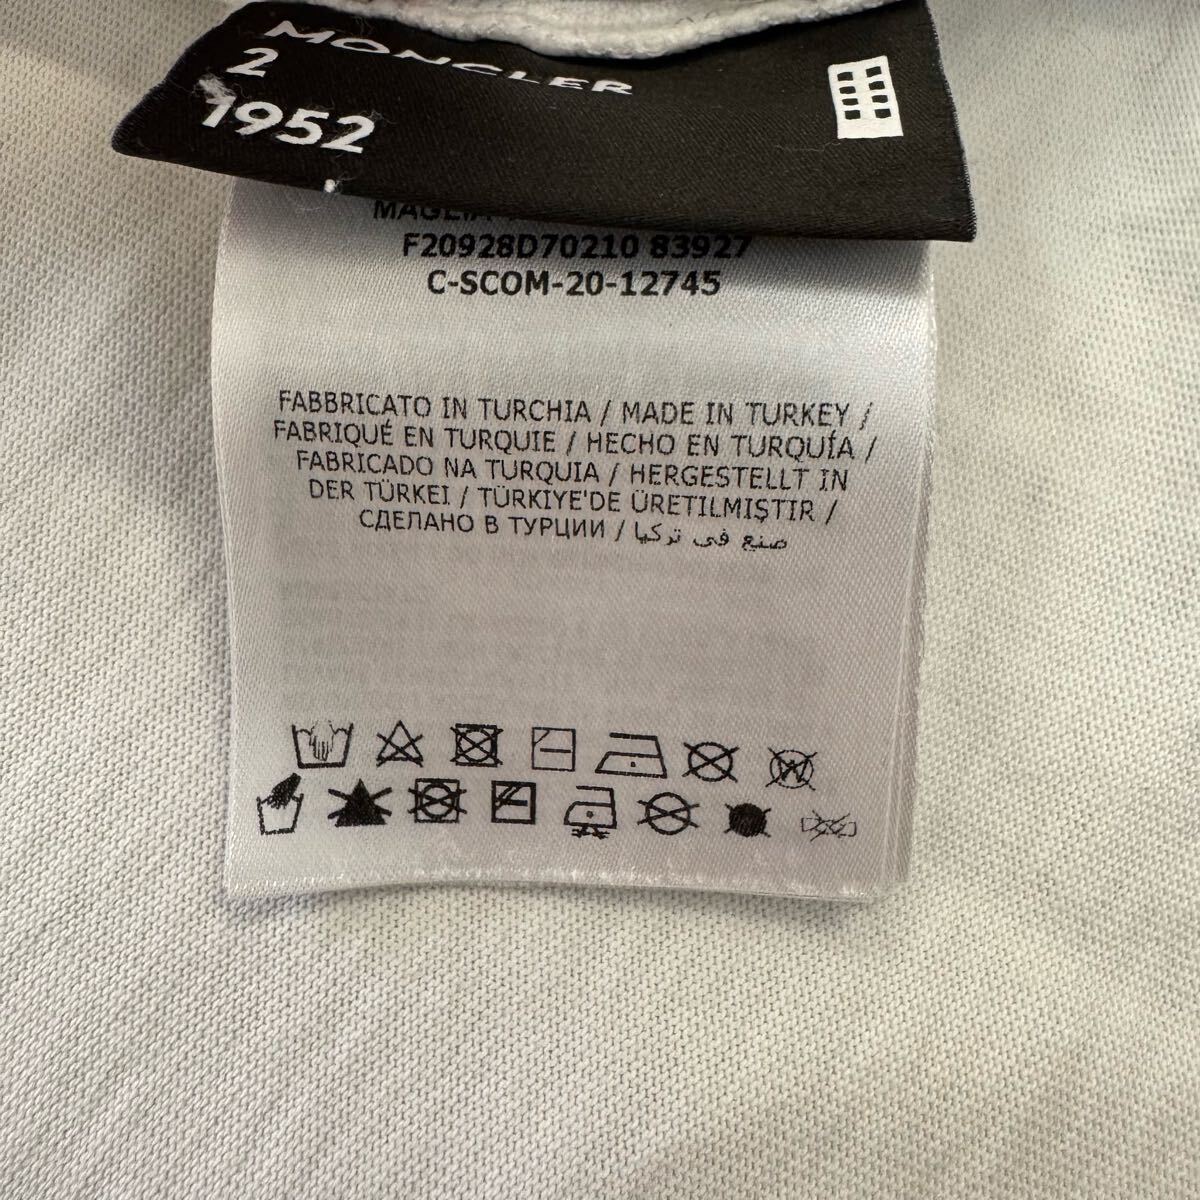 MONCLER
2
1952
MAGLIA
F20928D70210 83927
C-SCOM-20-12745
FABBRICATO IN TURCHIA / MADE IN TURKEY /
FABRIQUÉ EN TURQUIE / HECHO EN TURQUÍA /
FABRICADO NA TURQUIA / HERGESTELLT IN
DER TÜRKEI / TÜRKIYE'DE ÜRETILMIŞTIR /
СДЕЛАНО В ТУРЦИИ / صنع في تركيا
W